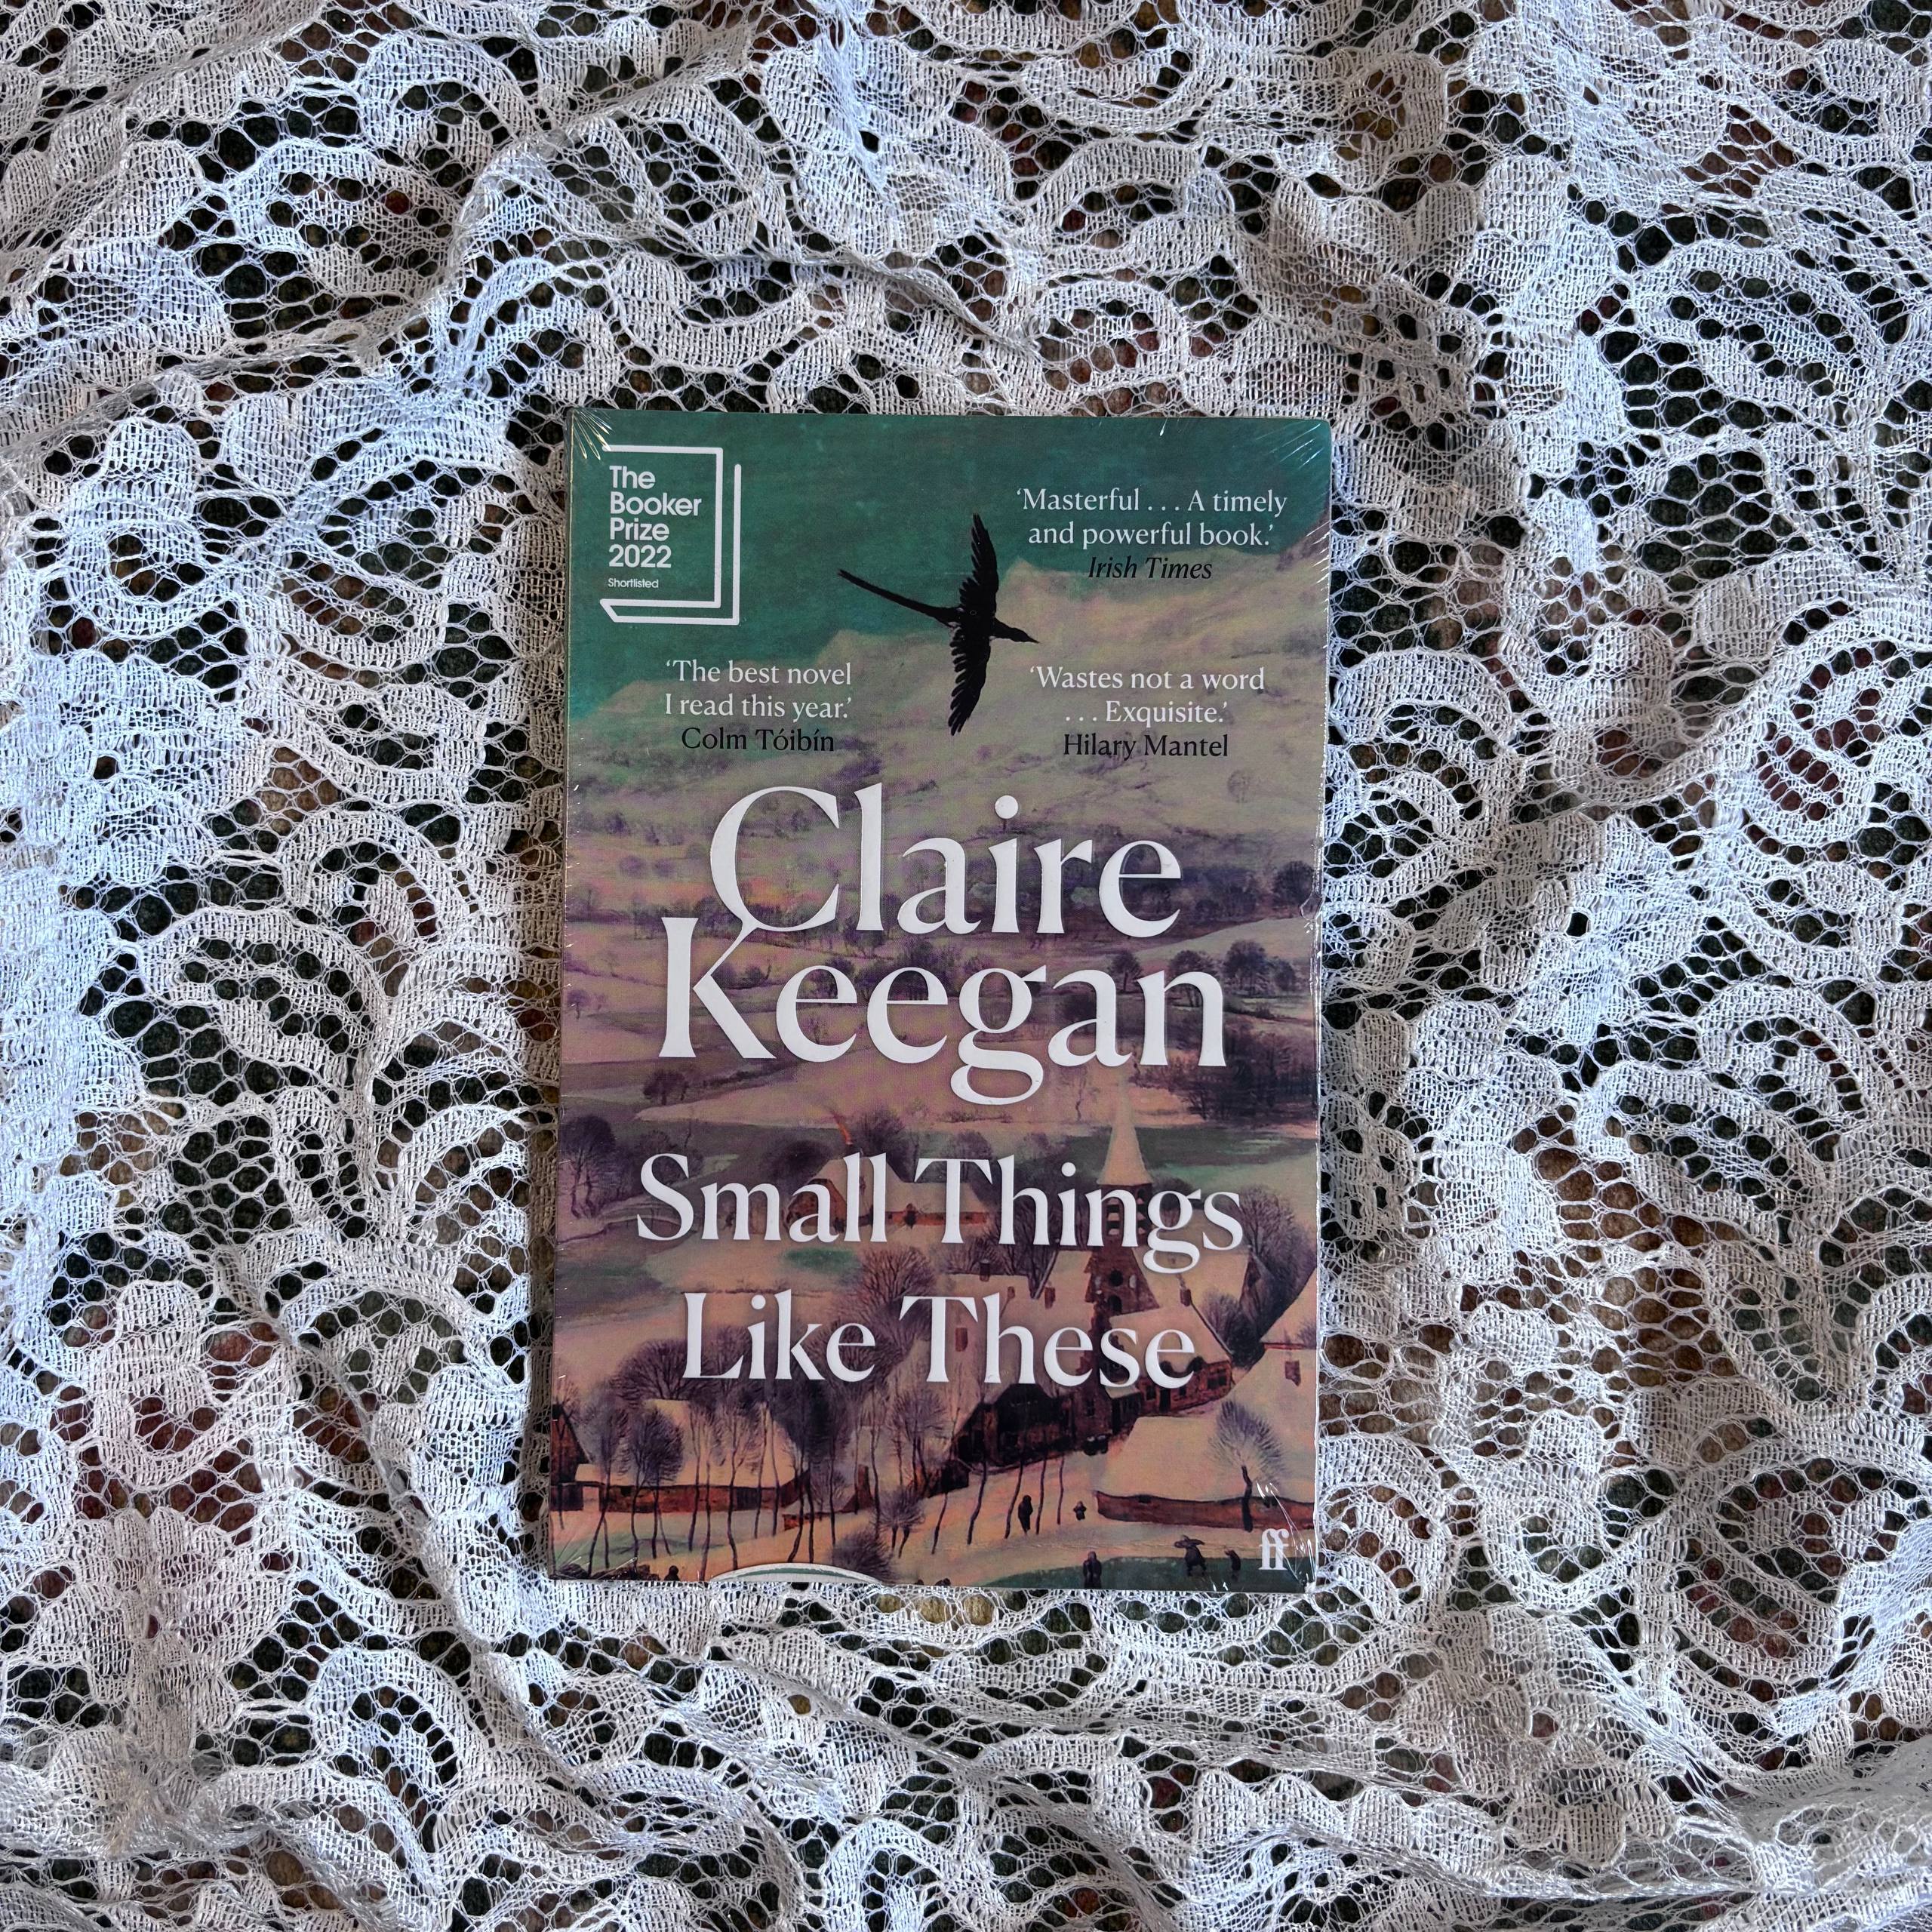 The
Booker
Prize
2022
Shortlisted
‘Masterful . . . A timely
and powerful book.’
Irish Times
‘The best novel
I read this year.’
Colm Tóibín
‘Wastes not a word
. . . Exquisite.’
Hilary Mantel
Claire
Keegan
Small Things
Like These
ff